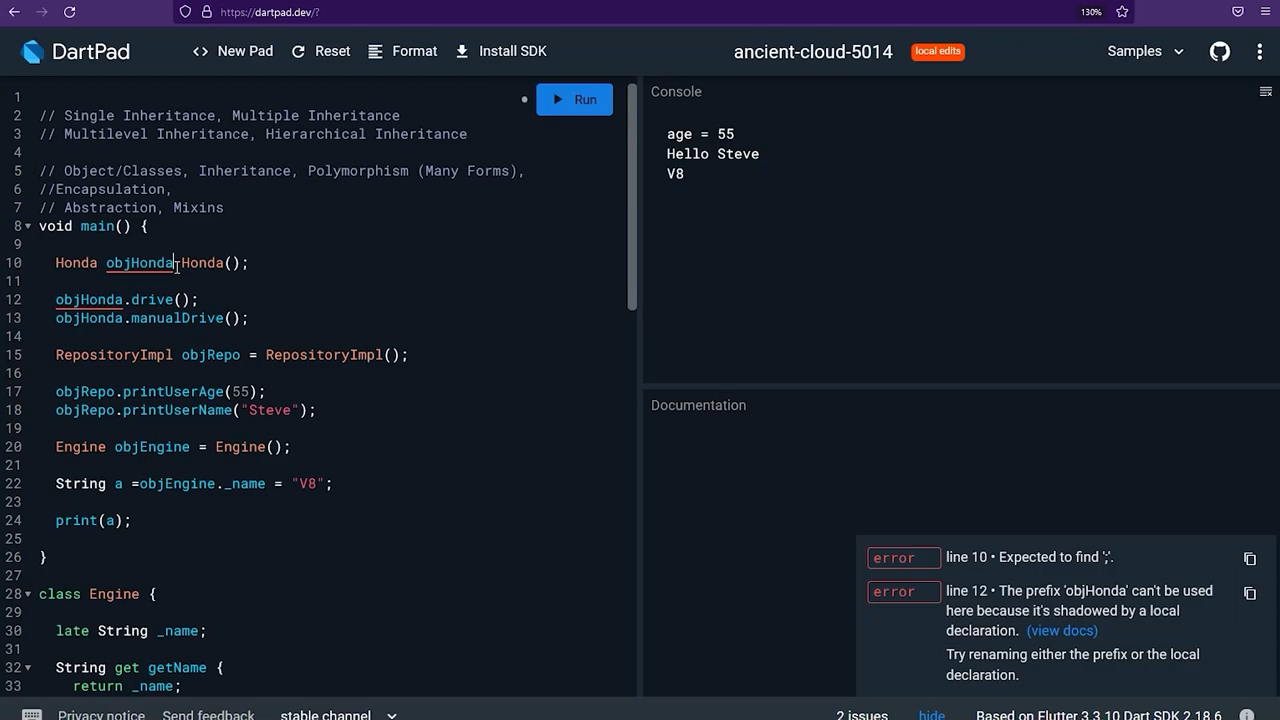 https://dartpad.dev/?
130%
DartPad
<> New Pad
Reset
Format
Install SDK
ancient-cloud-5014
local edits
Samples
1
2 // Single Inheritance, Multiple Inheritance
3 // Multilevel Inheritance, Hierarchical Inheritance
4
5 // Object/Classes, Inheritance, Polymorphism (Many Forms),
6 //Encapsulation,
7 // Abstraction, Mixins
8 void main() {
9
10 Honda objHonda Honda();
11
12 objHonda.drive();
13 objHonda.manualDrive();
14
15 RepositoryImpl objRepo = RepositoryImpl();
16
17 objRepo.printUserAge(55);
18 objRepo.printUserName("Steve");
19
20 Engine objEngine = Engine();
21
22 String a =objEngine._name = "V8";
23
24 print(a);
25
26 }
27
28 class Engine {
29
30 late String _name;
31
32 String get getName {
33 return _name;
Run
Console
age = 55
Hello Steve
V8
Documentation
error line 10 • Expected to find ';'.
error line 12 • The prefix 'objHonda' can't be used
here because it's shadowed by a local
declaration. (view docs)
Try renaming either the prefix or the local
declaration.
Privacy notice
Send feedback
stable channel
2 issues
hide
Based on Flutter 3.3.10 Dart SDK 2.18.6